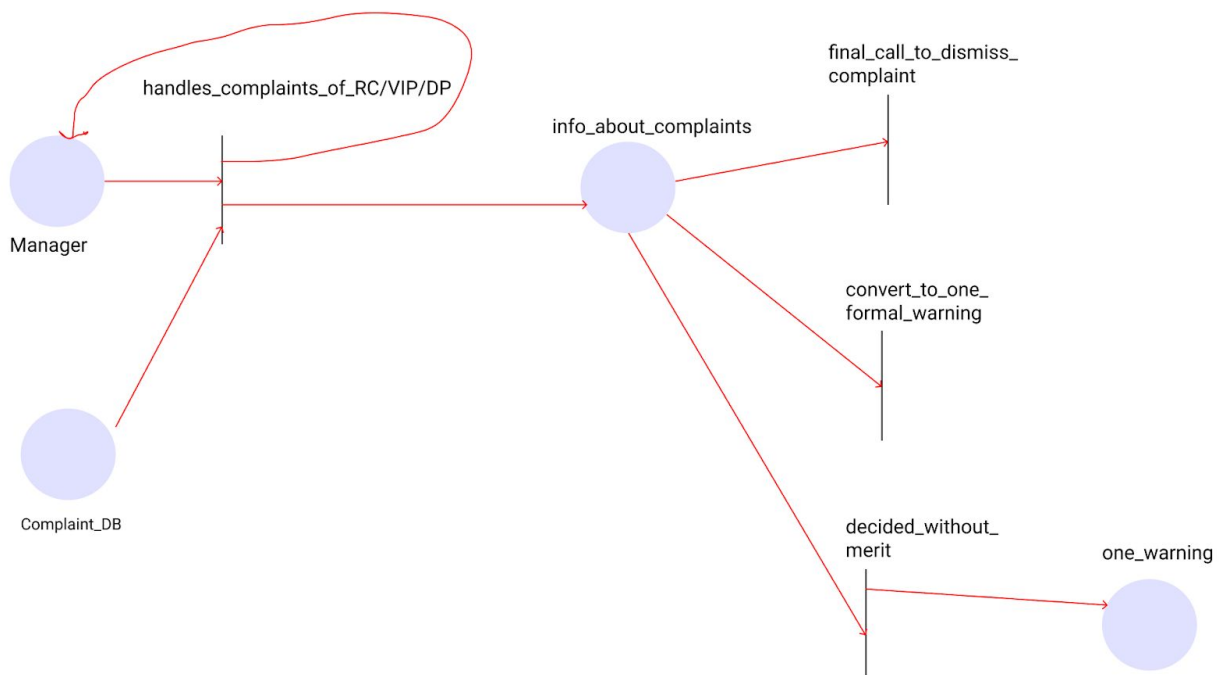 final_call_to_dismiss_
complaint
handles_complaints_of_RC/VIP/DP
info_about_complaints
Manager
convert_to_one_
formal_warning
Complaint_DB
decided_without_
merit
one_warning